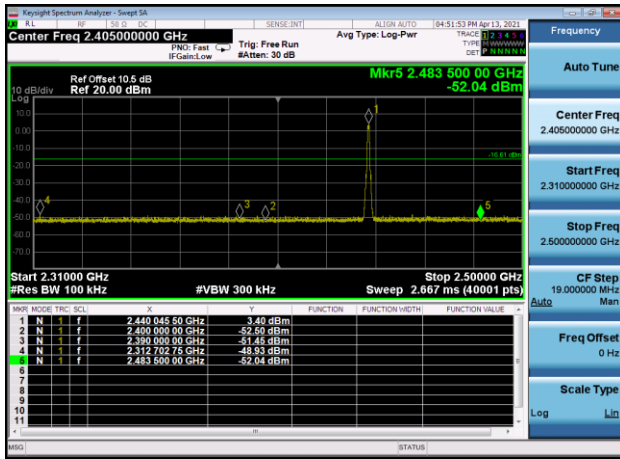 Keysight Spectrum Analyzer - Swept SA
RL RF 50 Ω DC SENSE:INT ALIGN AUTO 04:51:53 PM Apr 13, 2021
Center Freq 2.405000000 GHz
PNO: Fast
IFGain:Low
Trig: Free Run
#Atten: 30 dB
Avg Type: Log-Pwr
TRACE 1 2 3 4 5 6
TYPE M W W W W W
DET P N N N N N
Ref Offset 10.5 dB
10 dB/div Ref 20.00 dBm
Log
Mkr5 2.483 500 00 GHz
-52.04 dBm
10.0
0.00
-10.0
-20.0
-30.0
-40.0
-50.0
-60.0
-70.0
1
-16.61 dBm
4
3
2
5
Start 2.31000 GHz Stop 2.50000 GHz
#Res BW 100 kHz #VBW 300 kHz Sweep 2.667 ms (40001 pts)
MKR MODE TRC SCL X Y FUNCTION FUNCTION WIDTH FUNCTION VALUE
1 N 1 f 2.440 045 50 GHz 3.40 dBm
2 N 1 f 2.400 000 00 GHz -52.50 dBm
3 N 1 f 2.390 000 00 GHz -51.45 dBm
4 N 1 f 2.312 702 75 GHz -48.93 dBm
5 N 1 f 2.483 500 00 GHz -52.04 dBm
6
7
8
9
10
11
MSG STATUS
Frequency
Auto Tune
Center Freq
2.405000000 GHz
Start Freq
2.310000000 GHz
Stop Freq
2.500000000 GHz
CF Step
19.000000 MHz
Auto Man
Freq Offset
0 Hz
Scale Type
Log Lin